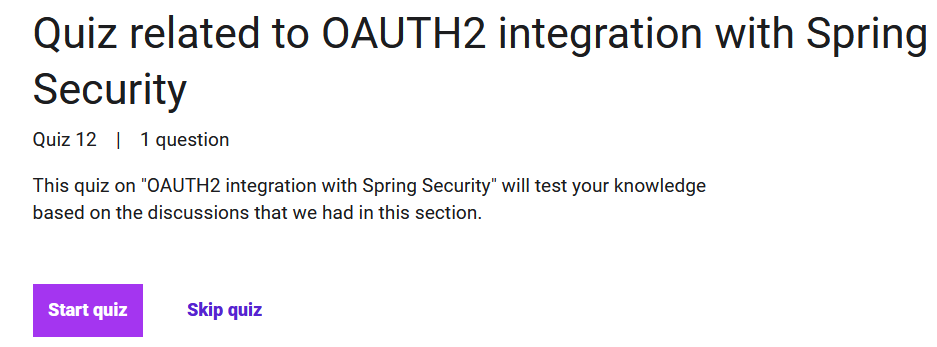 Quiz related to OAUTH2 integration with Spring
Security
Quiz 12 | 1 question
This quiz on "OAUTH2 integration with Spring Security" will test your knowledge
based on the discussions that we had in this section.
Start quiz Skip quiz